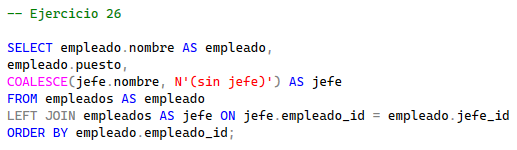 -- Ejercicio 26
SELECT empleado.nombre AS empleado,
empleado.puesto,
COALESCE(jefe.nombre, N'(sin jefe)') AS jefe
FROM empleados AS empleado
LEFT JOIN empleados AS jefe ON jefe.empleado_id = empleado.jefe_id
ORDER BY empleado.empleado_id;